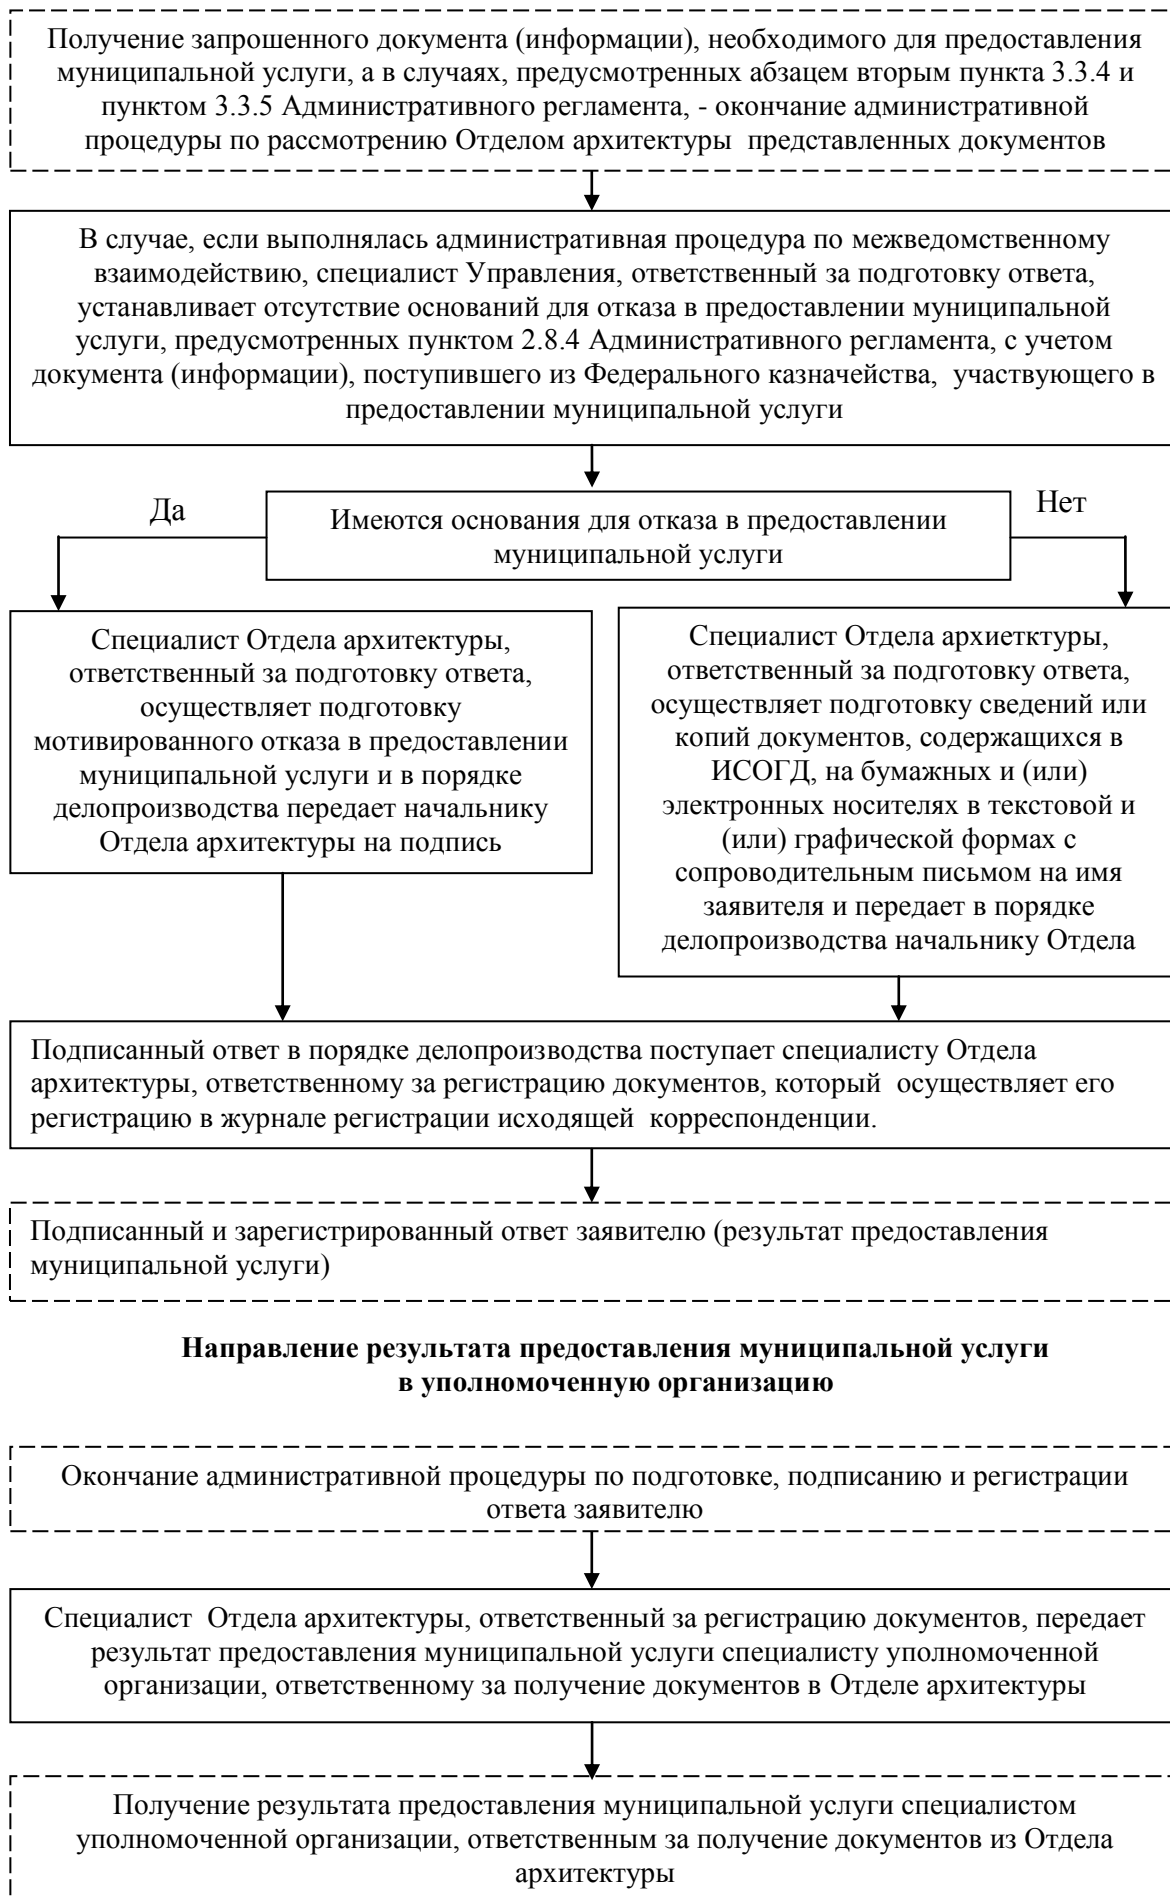 Получение запрошенного документа (информации), необходимого для предоставления
муниципальной услуги, а в случаях, предусмотренных абзацем вторым пункта 3.3.4 и
пунктом 3.3.5 Административного регламента, - окончание административной
процедуры по рассмотрению Отделом архитектуры представленных документов
В случае, если выполнялась административная процедура по межведомственному
взаимодействию, специалист Управления, ответственный за подготовку ответа,
устанавливает отсутствие оснований для отказа в предоставлении муниципальной
услуги, предусмотренных пунктом 2.8.4 Административного регламента, с учетом
документа (информации), поступившего из Федерального казначейства, участвующего в
предоставлении муниципальной услуги
Да
Имеются основания для отказа в предоставлении
муниципальной услуги
Нет
Специалист Отдела архитектуры,
ответственный за подготовку ответа,
осуществляет подготовку
мотивированного отказа в предоставлении
муниципальной услуги и в порядке
делопроизводства передает начальнику
Отдела архитектуры на подпись
Специалист Отдела архиетктуры,
ответственный за подготовку ответа,
осуществляет подготовку сведений или
копий документов, содержащихся в
ИСОГД, на бумажных и (или)
электронных носителях в текстовой и
(или) графической формах с
сопроводительным письмом на имя
заявителя и передает в порядке
делопроизводства начальнику Отдела
Подписанный ответ в порядке делопроизводства поступает специалисту Отдела
архитектуры, ответственному за регистрацию документов, который осуществляет его
регистрацию в журнале регистрации исходящей корреспонденции.
Подписанный и зарегистрированный ответ заявителю (результат предоставления
муниципальной услуги)
Направление результата предоставления муниципальной услуги
в уполномоченную организацию
Окончание административной процедуры по подготовке, подписанию и регистрации
ответа заявителю
Специалист Отдела архитектуры, ответственный за регистрацию документов, передает
результат предоставления муниципальной услуги специалисту уполномоченной
организации, ответственному за получение документов в Отделе архитектуры
Получение результата предоставления муниципальной услуги специалистом
уполномоченной организации, ответственным за получение документов из Отдела
архитектуры